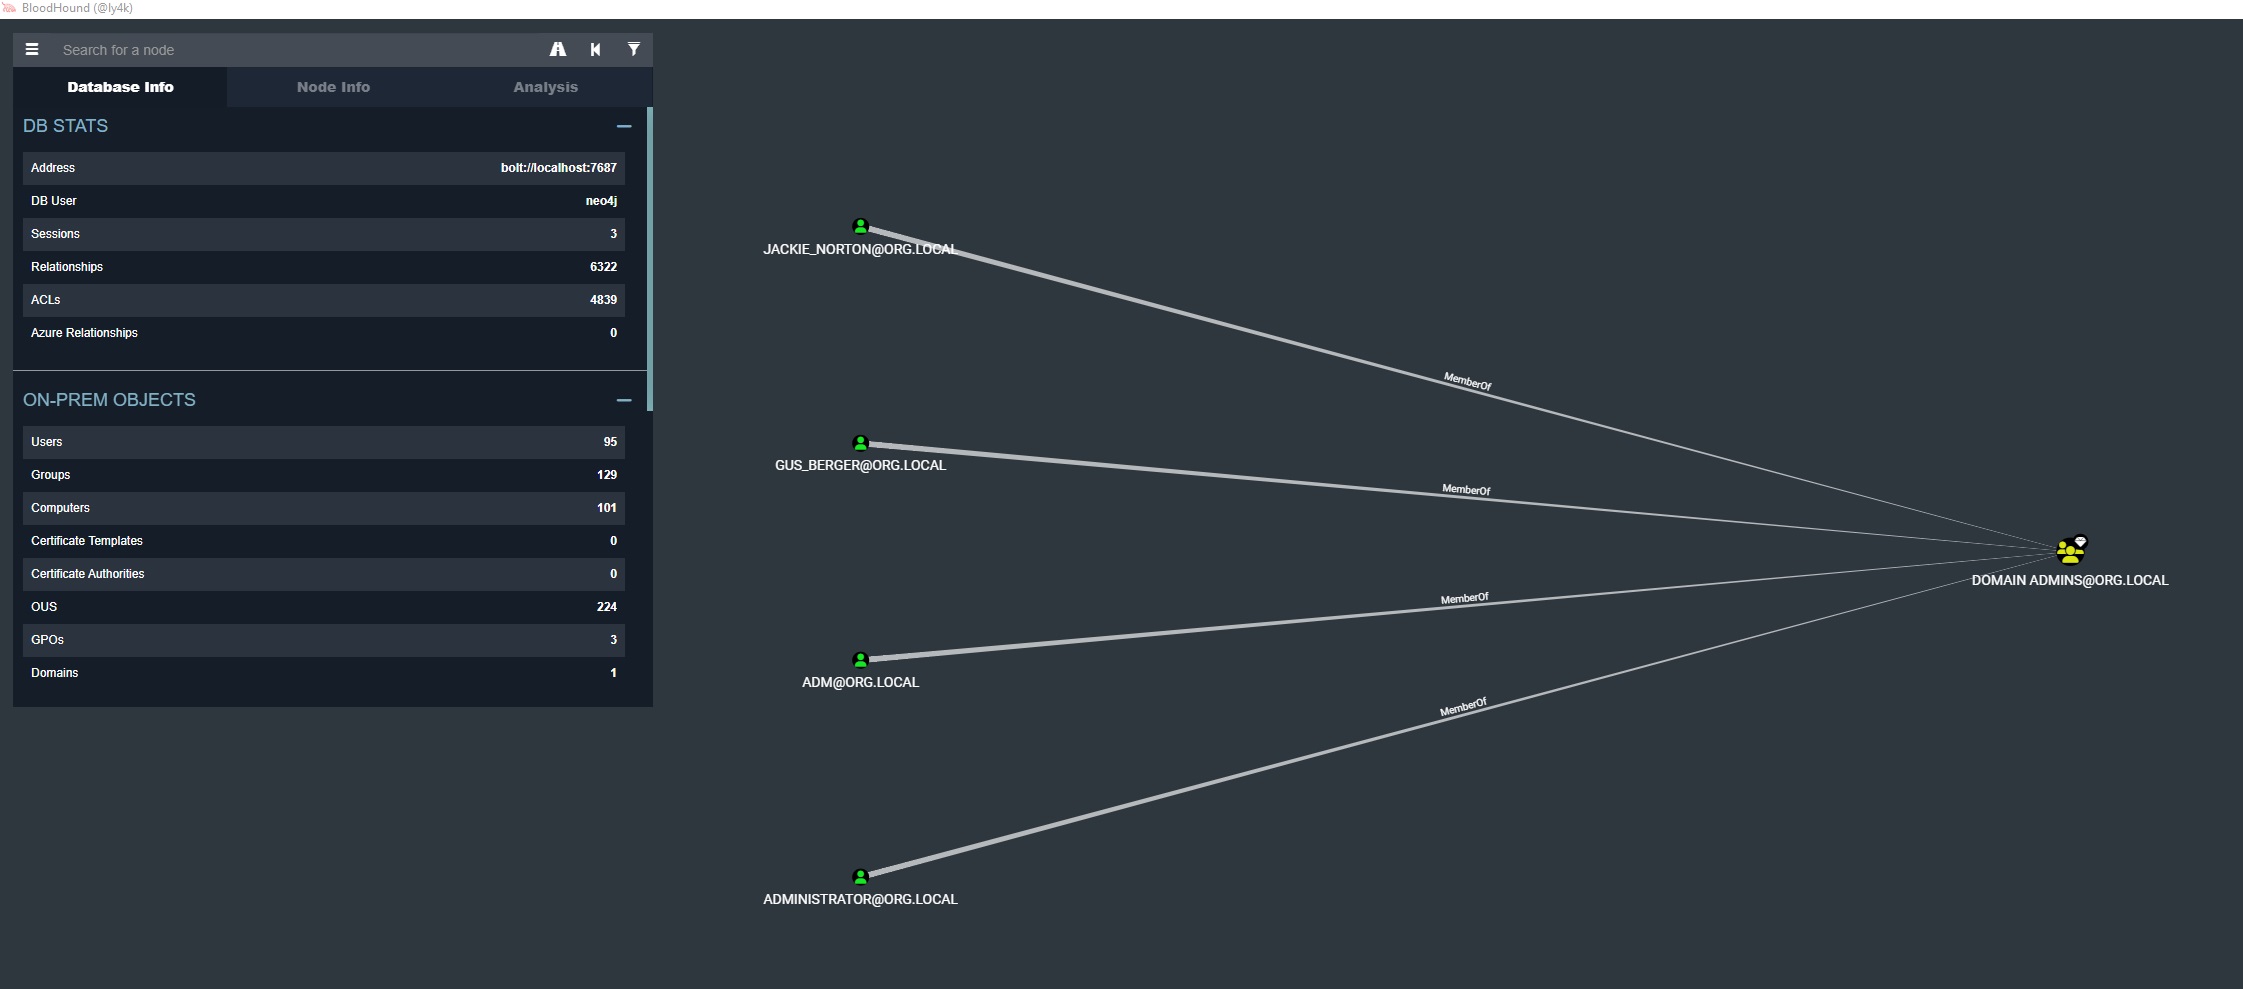 BloodHound (@ly4k)
Search for a node
Database Info Node Info Analysis
DB STATS
Address bolt://localhost:7687
DB User neo4j
Sessions 3
Relationships 6322
ACLs 4839
Azure Relationships 0
ON-PREM OBJECTS
Users 95
Groups 129
Computers 101
Certificate Templates 0
Certificate Authorities 0
OUS 224
GPOs 3
Domains 1
JACKIE_NORTON@ORG.LOCAL
MemberOf
GUS_BERGER@ORG.LOCAL
MemberOf
DOMAIN ADMINS@ORG.LOCAL
MemberOf
ADM@ORG.LOCAL
MemberOf
ADMINISTRATOR@ORG.LOCAL